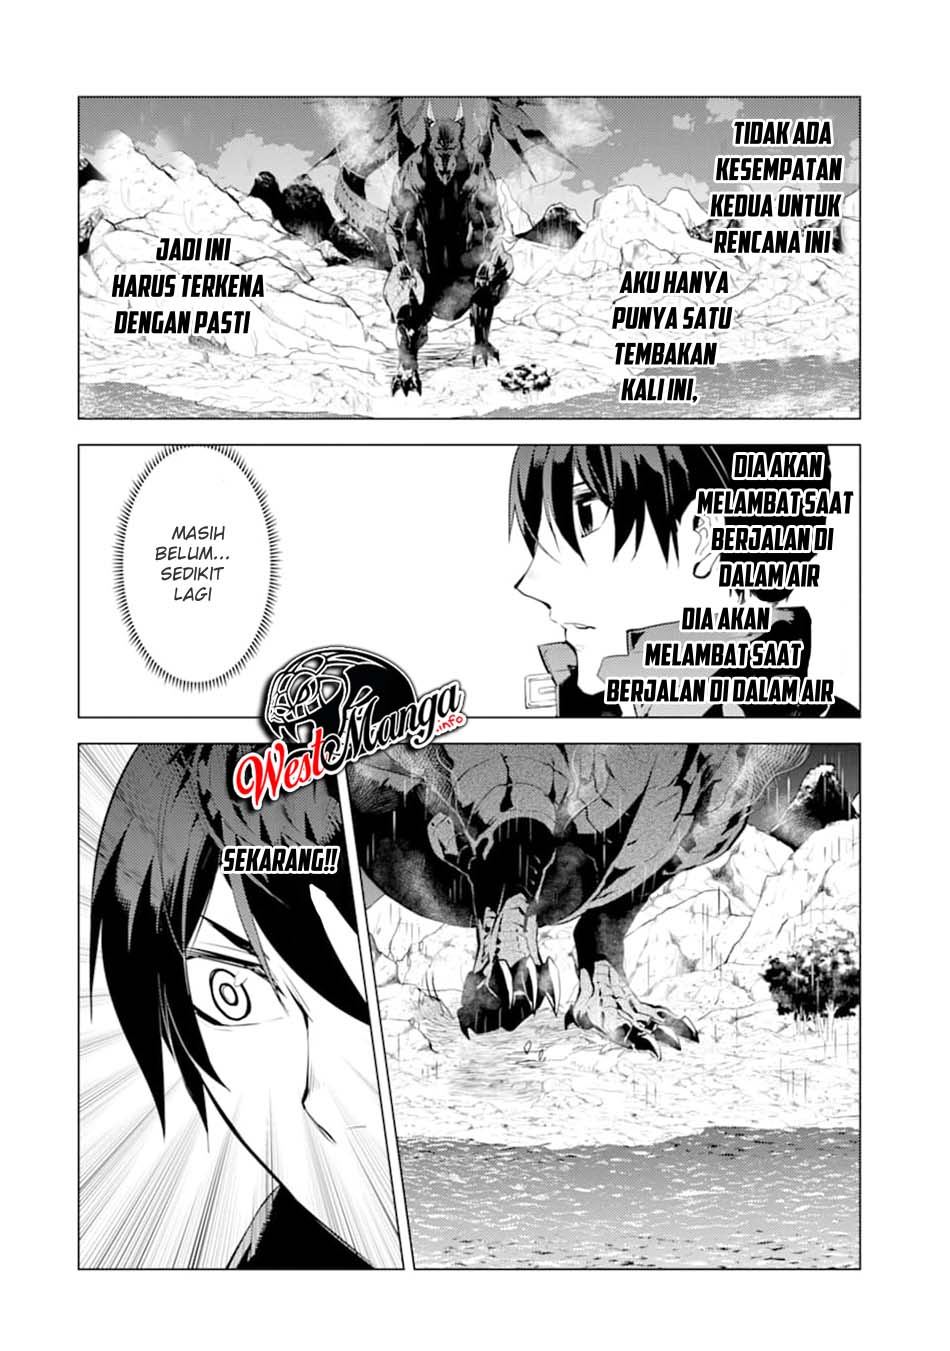 TIDAK ADA
KESEMPATAN
KEDUA UNTUK
RENCANA INI
AKU HANYA
PUNYA SATU
TEMBAKAN
KALI INI,
JADI INI
HARUS TERKENA
DENGAN PASTI
DIA AKAN
MELAMBAT SAAT
BERJALAN DI
DALAM AIR
DIA AKAN
MELAMBAT SAAT
BERJALAN DI DALAM AIR
MASIH
BELUM...
SEDIKIT
LAGI
WestManga
.info
SEKARANG!!